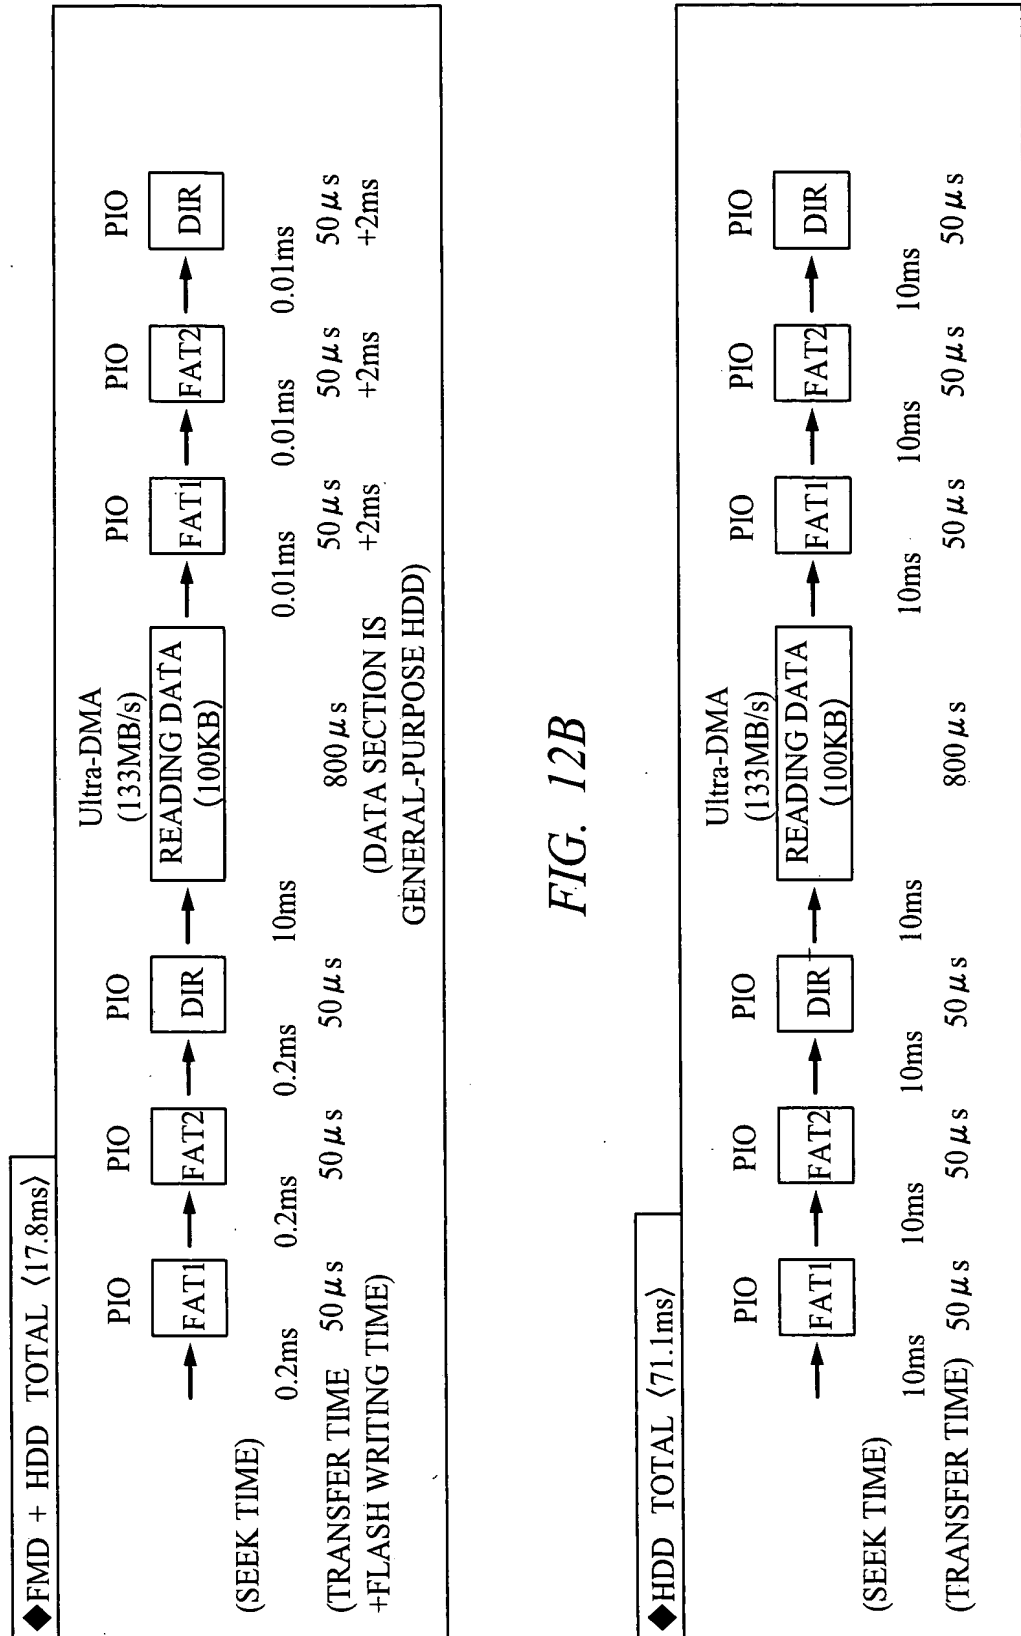 ◆FMD + HDD TOTAL 〈17.8ms〉
PIO PIO PIO Ultra-DMA PIO PIO PIO
(133MB/s)
FAT1 FAT2 DIR READING DATA FAT1 FAT2 DIR
(100KB)
(SEEK TIME) 0.2ms 0.2ms 0.2ms 10ms 0.01ms 0.01ms 0.01ms
(TRANSFER TIME 50μs 50μs 50μs 800μs 50μs 50μs 50μs
+FLASH WRITING TIME) (DATA SECTION IS +2ms +2ms +2ms
GENERAL-PURPOSE HDD)
FIG. 12B
◆HDD TOTAL 〈71.1ms〉
PIO PIO PIO Ultra-DMA PIO PIO PIO
(133MB/s)
FAT1 FAT2 DIR READING DATA FAT1 FAT2 DIR
(100KB)
(SEEK TIME) 10ms 10ms 10ms 10ms 10ms 10ms 10ms
(TRANSFER TIME) 50μs 50μs 50μs 800μs 50μs 50μs 50μs